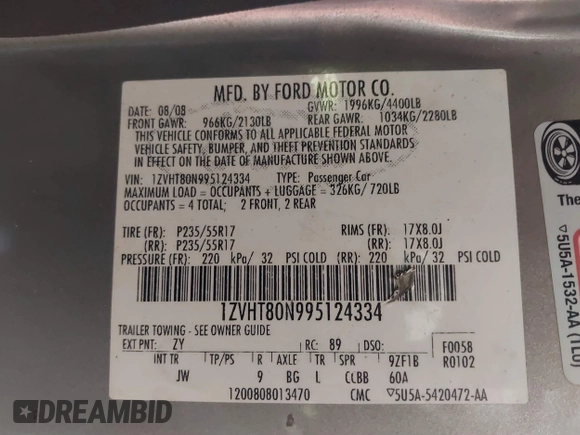 MFD. BY FORD MOTOR CO.
DATE: 08/08 GVWR: 1996KG/4400LB
FRONT GAWR: 966KG/2130LB REAR GAWR: 1034KG/2280LB
THIS VEHICLE CONFORMS TO ALL APPLICABLE FEDERAL MOTOR
VEHICLE SAFETY, BUMPER, AND THEFT PREVENTION STANDARDS
IN EFFECT ON THE DATE OF MANUFACTURE SHOWN ABOVE.
VIN: 1ZVHT80N995124334 TYPE: Passenger Car
MAXIMUM LOAD = OCCUPANTS + LUGGAGE = 326KG/ 720LB
OCCUPANTS = 4 TOTAL; 2 FRONT, 2 REAR
TIRE (FR): P235/55R17 RIMS (FR): 17X8.0J
(RR): P235/55R17 (RR): 17X8.0J
PRESSURE (FR): 220 kPa/ 32 PSI COLD (RR): 220 kPa/ 32 PSI COLD
1ZVHT80N995124334
TRAILER TOWING - SEE OWNER GUIDE
EXT PNT: ZY RC: 89 DSO: F0058
INT TR TP/PS R AXLE TR SPR 9ZF1B R0102
JW 9 BG L CLBB 60A
1200808013470 CMC ▽5U5A-5420472-AA
The
▽5U5A-1532-AA (TL0)
DREAMBID